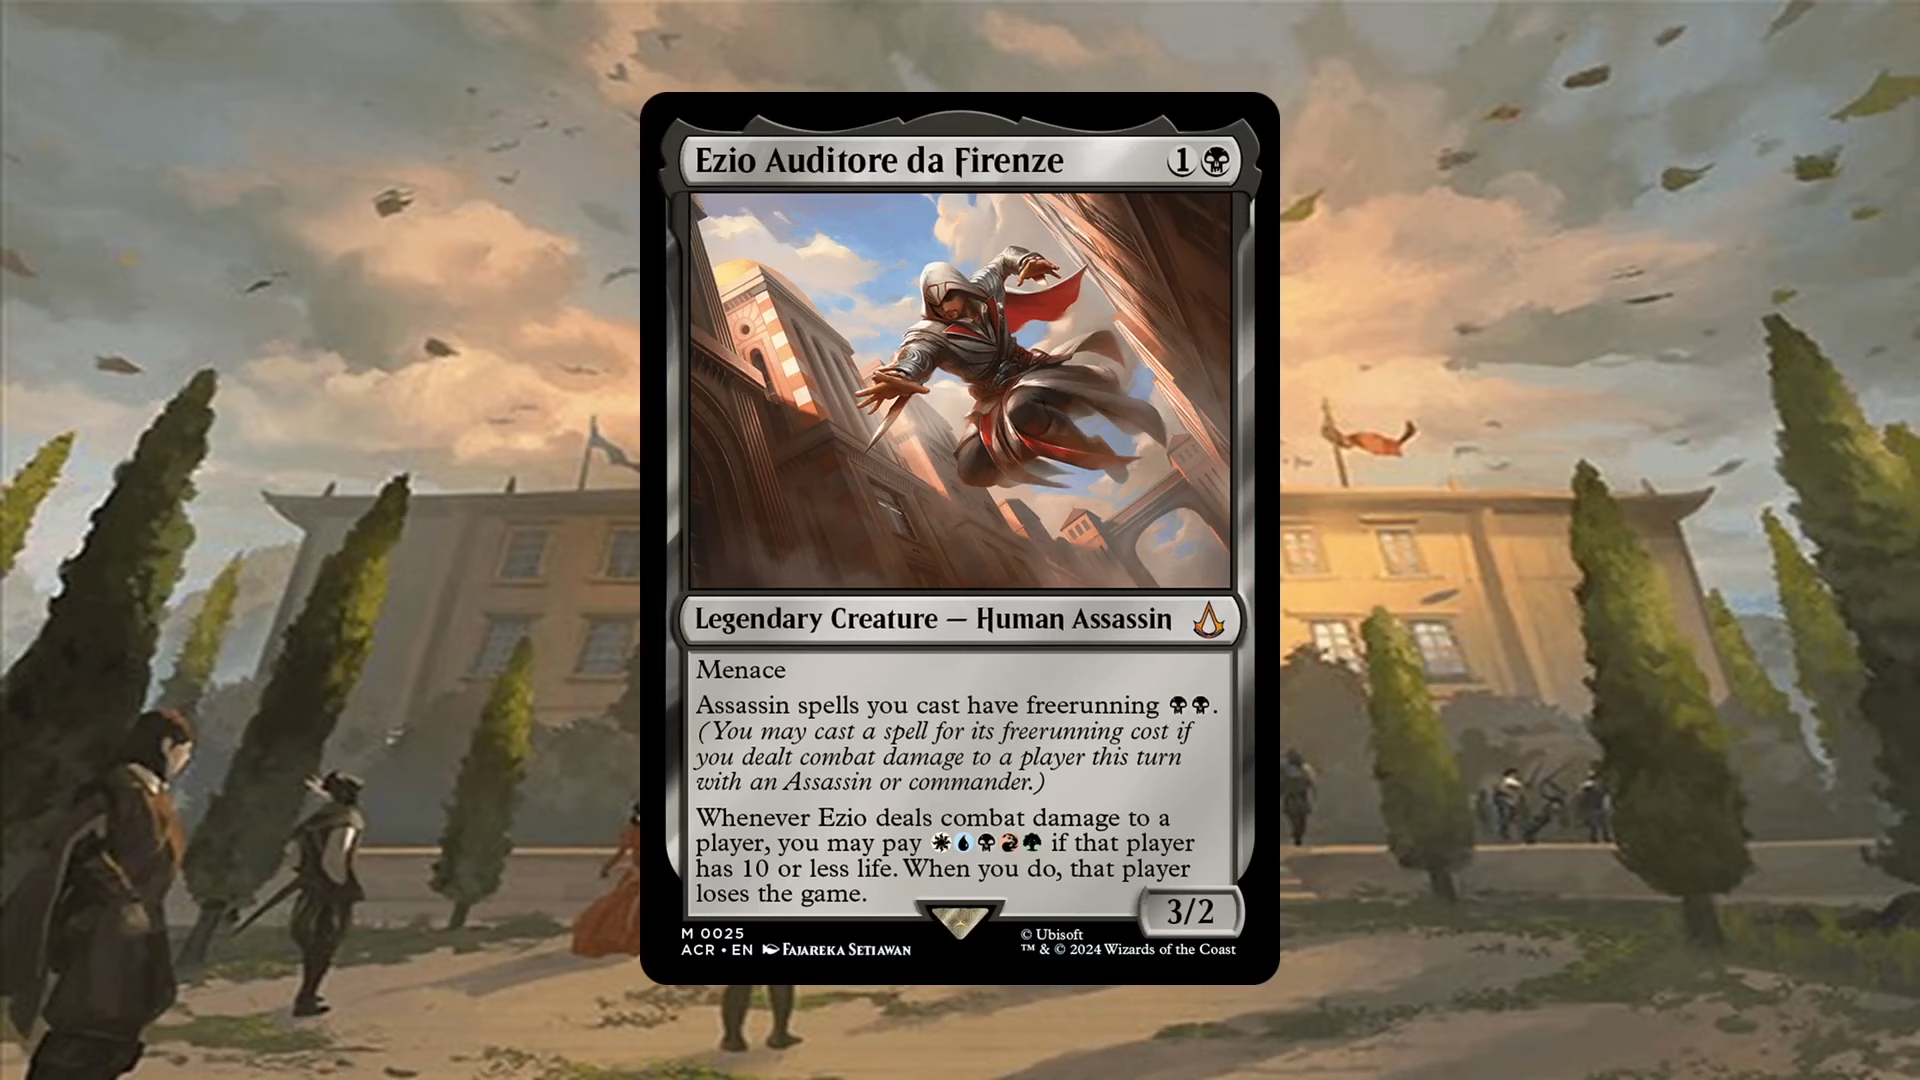 Ezio Auditore da Firenze 1
Legendary Creature — Human Assassin
Menace
Assassin spells you cast have freerunning .
(You may cast a spell for its freerunning cost if
you dealt combat damage to a player this turn
with an Assassin or commander.)
Whenever Ezio deals combat damage to a
player, you may pay if that player
has 10 or less life. When you do, that player
loses the game.
3/2
M 0025
ACR • EN Fajareka Setiawan
© Ubisoft
™ & © 2024 Wizards of the Coast